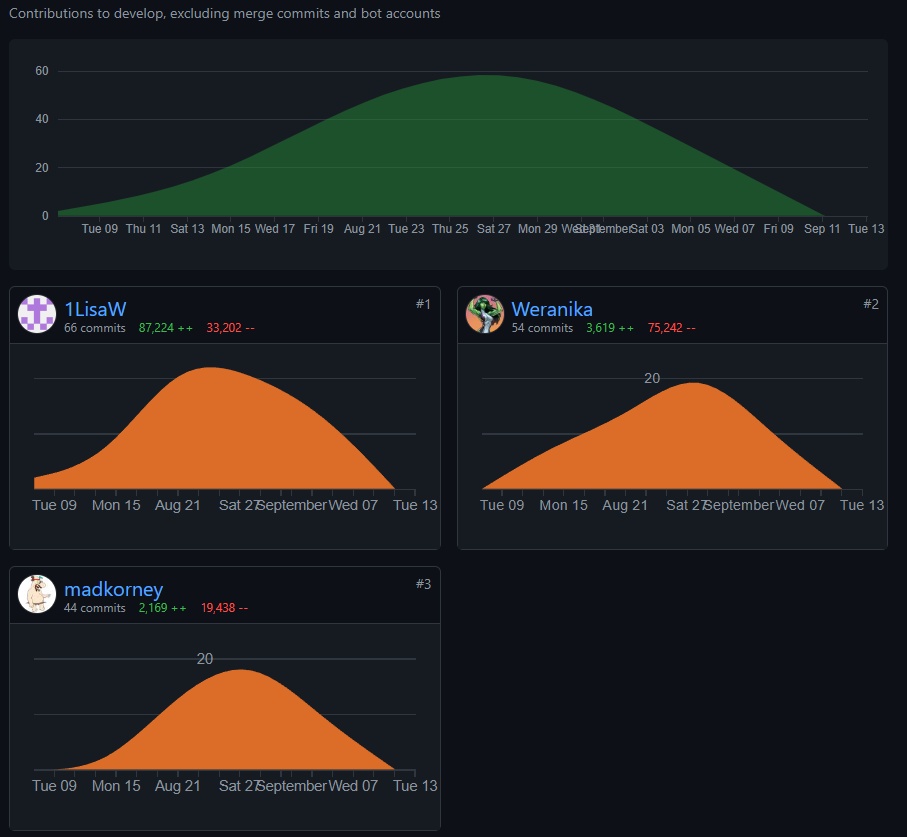 Contributions to develop, excluding merge commits and bot accounts
60
40
20
0
Tue 09 Thu 11 Sat 13 Mon 15 Wed 17 Fri 19 Aug 21 Tue 23 Thu 25 Sat 27 Mon 29 Wed 31 September Sat 03 Mon 05 Wed 07 Fri 09 Sep 11 Tue 13
1LisaW #1
66 commits 87,224 ++ 33,202 --
Tue 09 Mon 15 Aug 21 Sat 27 September Wed 07 Tue 13
Weranika #2
54 commits 3,619 ++ 75,242 --
20
Tue 09 Mon 15 Aug 21 Sat 27 September Wed 07 Tue 13
madkorney #3
44 commits 2,169 ++ 19,438 --
20
Tue 09 Mon 15 Aug 21 Sat 27 September Wed 07 Tue 13